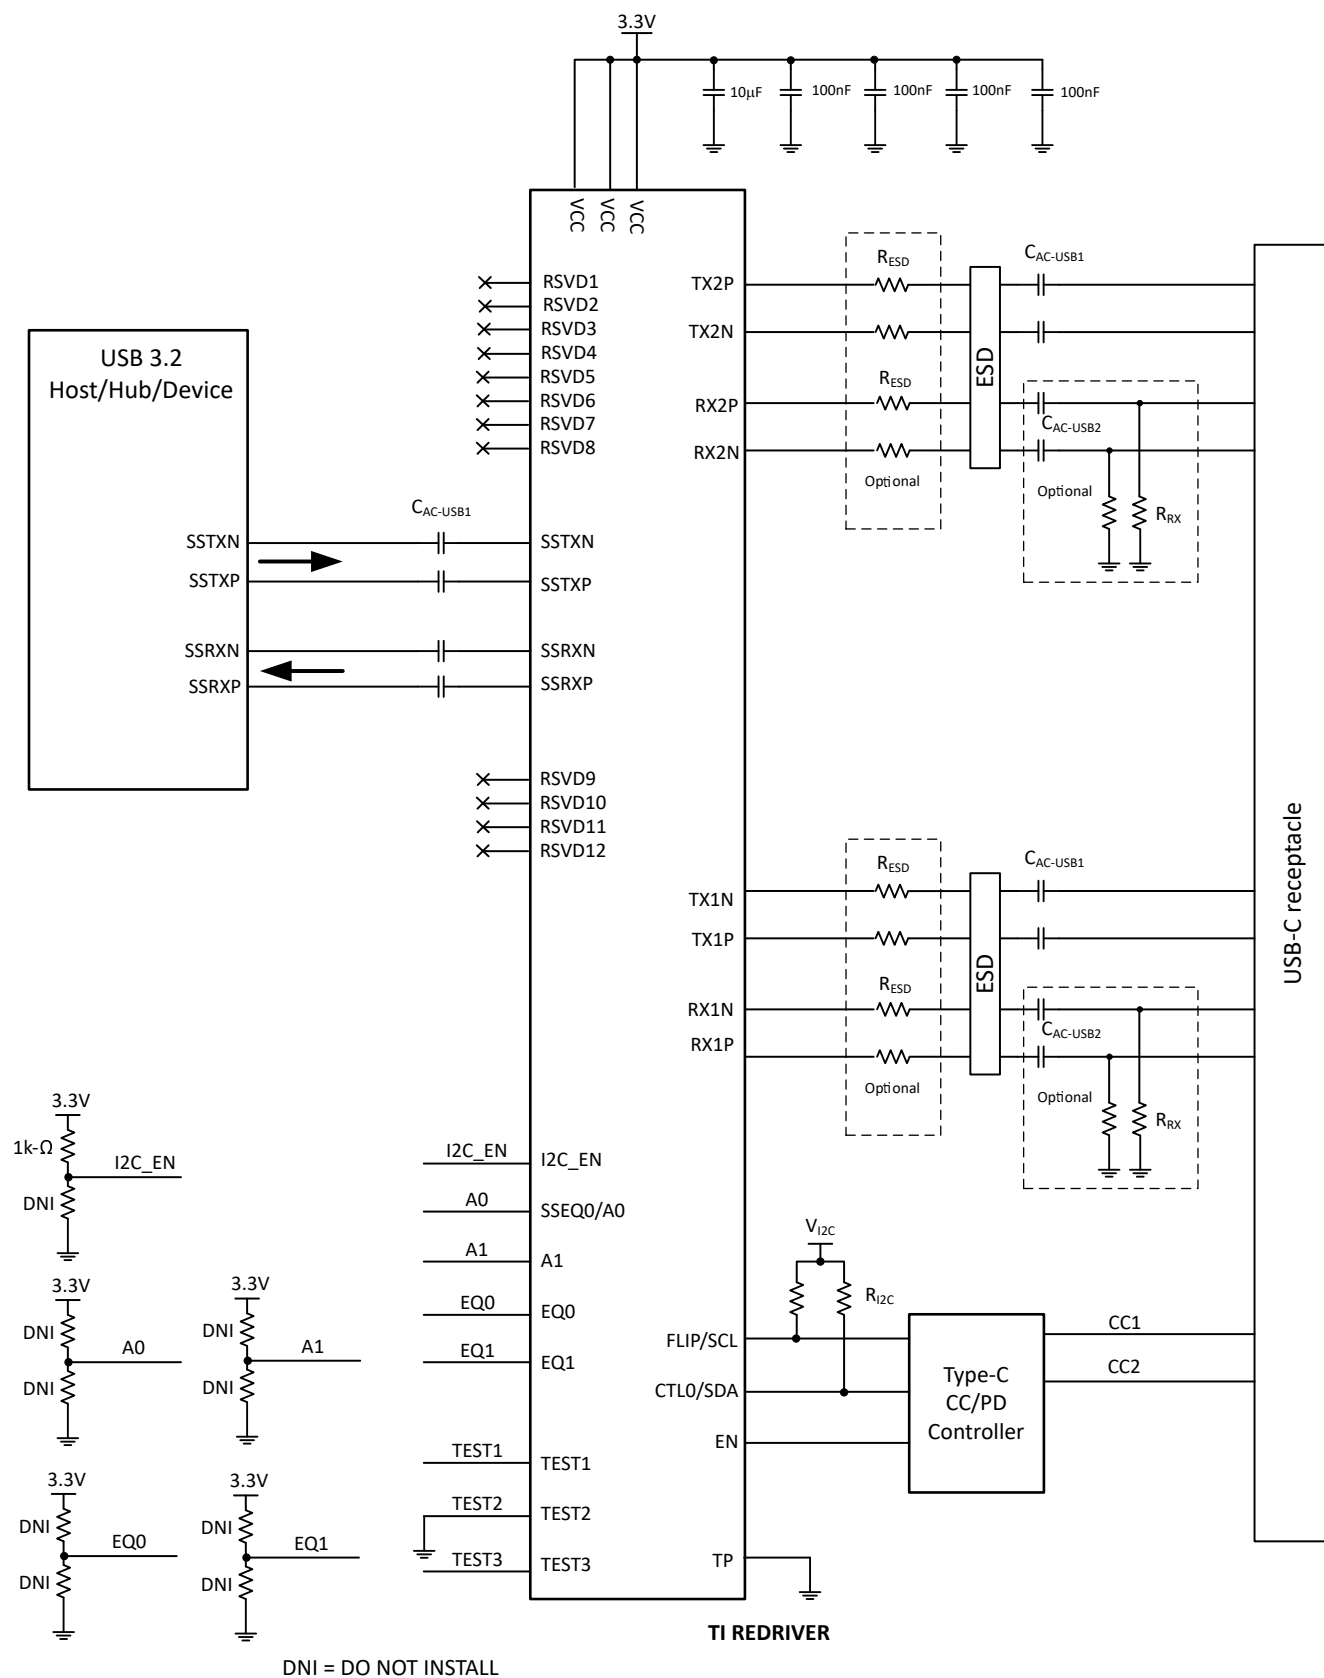 3.3V
10µF
100nF
100nF
100nF
100nF
VCC
VCC
VCC
RSVD1
RSVD2
RSVD3
RSVD4
RSVD5
RSVD6
RSVD7
RSVD8
USB 3.2
Host/Hub/Device
SSTXN
SSTXP
SSRXN
SSRXP
CAC-USB1
SSTXN
SSTXP
SSRXN
SSRXP
RSVD9
RSVD10
RSVD11
RSVD12
TX2P
TX2N
RX2P
RX2N
RESD
RESD
Optional
ESD
CAC-USB1
CAC-USB2
Optional
RRX
TX1N
TX1P
RX1N
RX1P
RESD
RESD
Optional
ESD
CAC-USB1
CAC-USB2
Optional
RRX
USB-C receptacle
3.3V
1k-Ω
I2C_EN
DNI
3.3V
DNI
A0
DNI
3.3V
DNI
A1
DNI
3.3V
DNI
EQ0
DNI
3.3V
DNI
EQ1
DNI
I2C_EN
I2C_EN
A0
SSEQ0/A0
A1
A1
EQ0
EQ0
EQ1
EQ1
TEST1
TEST1
TEST2
TEST2
TEST3
TEST3
VI2C
RI2C
FLIP/SCL
CTL0/SDA
EN
TP
Type-C
CC/PD
Controller
CC1
CC2
TI REDRIVER
DNI = DO NOT INSTALL